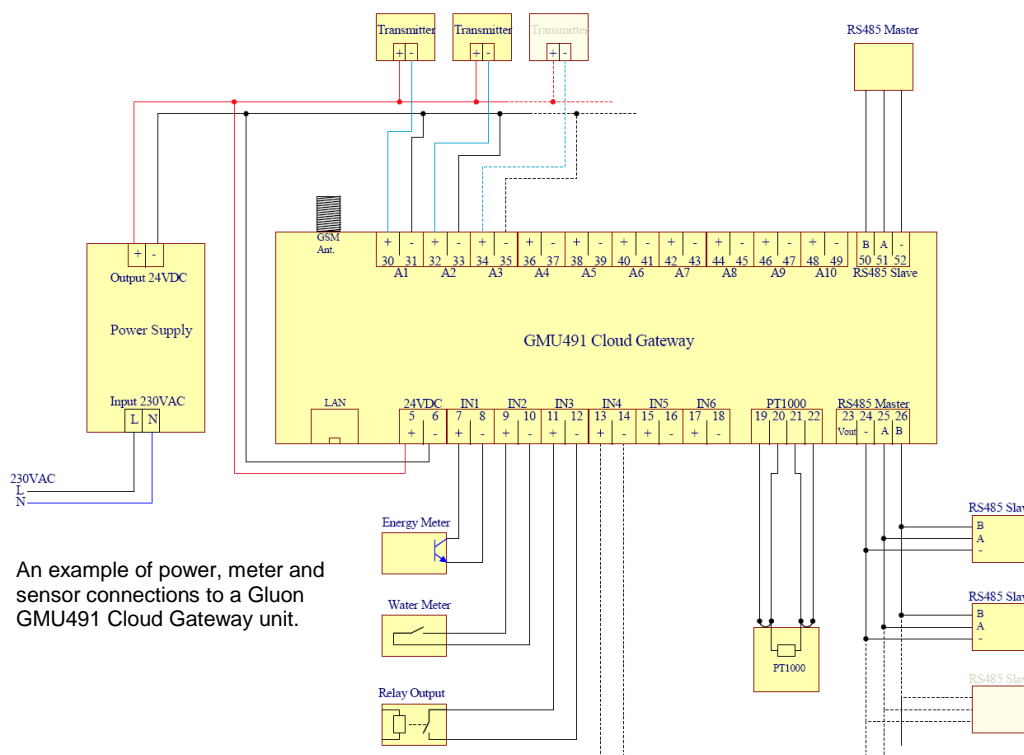 Transmitter Transmitter Transmitter
+ - + - + -
RS485 Master
GSM
Ant.
+ - + - + - + - + - + - + - + - + - + - B A -
30 31 32 33 34 35 36 37 38 39 40 41 42 43 44 45 46 47 48 49 50 51 52
A1 A2 A3 A4 A5 A6 A7 A8 A9 A10 RS485 Slave
+ -
Output 24VDC
Power Supply
Input 230VAC
L N
GMU491 Cloud Gateway
LAN 24VDC IN1 IN2 IN3 IN4 IN5 IN6 PT1000 RS485 Master
5 6 7 8 9 10 11 12 13 14 15 16 17 18 19 20 21 22 23 24 25 26
+ - + - + - + - + - + - + - Vout - A B
230VAC
L
N
Energy Meter
Water Meter
Relay Output
PT1000
RS485 Slav
B
A
-
RS485 Slav
B
A
-
RS485 Slav
An example of power, meter and
sensor connections to a Gluon
GMU491 Cloud Gateway unit.